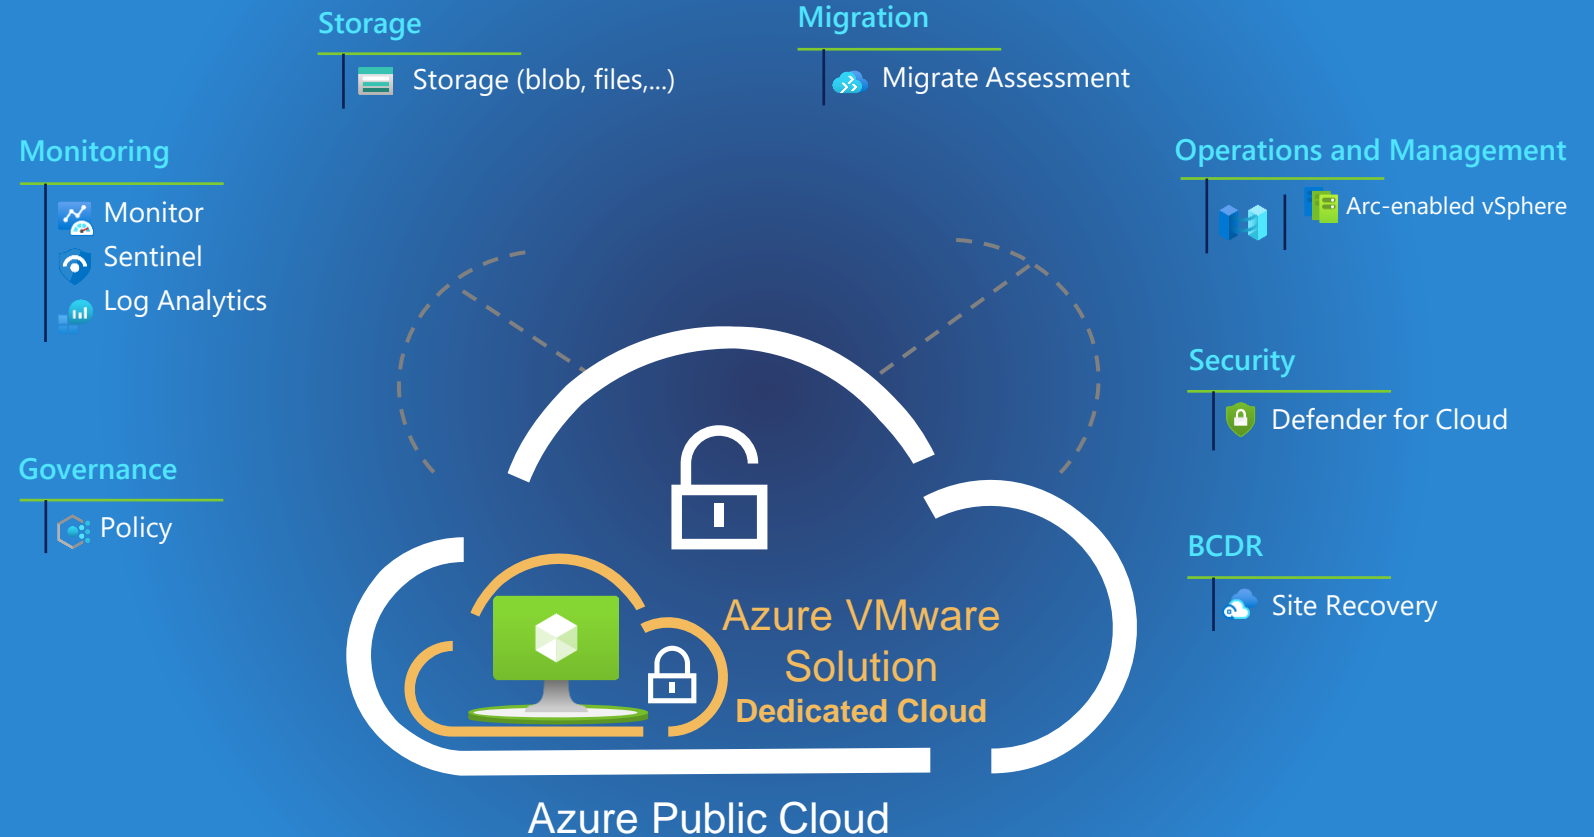 Storage
Storage (blob, files,...)
Migration
Migrate Assessment
Monitoring
Monitor
Sentinel
Log Analytics
Operations and Management
Arc-enabled vSphere
Security
Defender for Cloud
Governance
Policy
BCDR
Site Recovery
Azure VMware
Solution
Dedicated Cloud
Azure Public Cloud